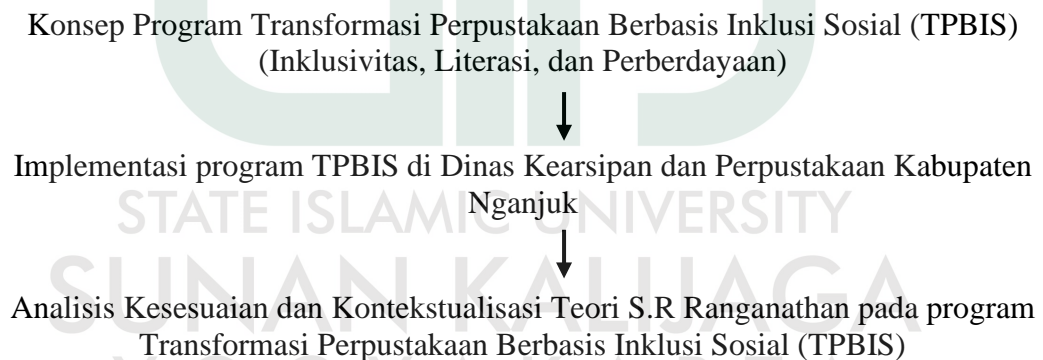 Konsep Program Transformasi Perpustakaan Berbasis Inklusi Sosial (TPBIS)
(Inklusivitas, Literasi, dan Perberdayaan)
Implementasi program TPBIS di Dinas Kearsipan dan Perpustakaan Kabupaten
Nganjuk
STATE ISLAMIC UNIVERSITY
SUNAN KALIJAGA
Analisis Kesesuaian dan Kontekstualisasi Teori S.R Ranganathan pada program
Transformasi Perpustakaan Berbasis Inklusi Sosial (TPBIS)